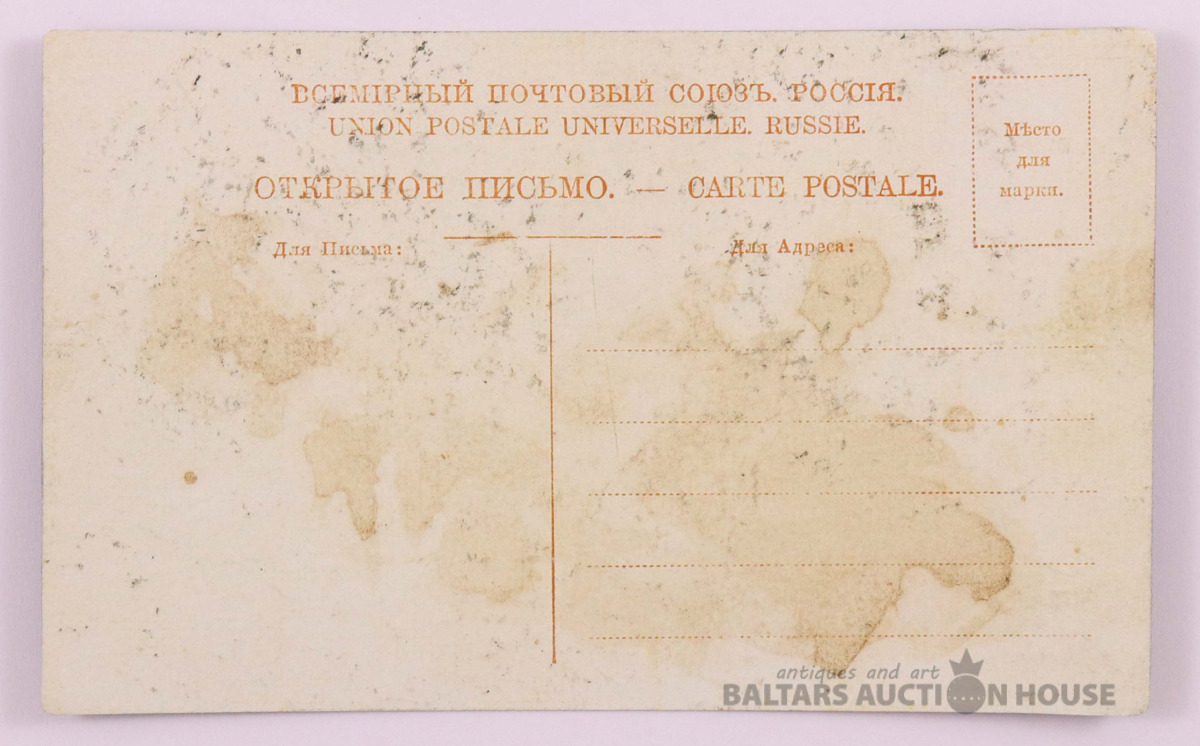 ВСЕМІРНЫЙ ПОЧТОВЫЙ СОЮЗЪ. РОССІЯ.
UNION POSTALE UNIVERSELLE. RUSSIE.
ОТКРЫТОЕ ПИСЬМО. — CARTE POSTALE.
Мѣсто
для
марки.
Для Письма:
Для Адреса:
antiques and art
BALTARS AUCTION HOUSE